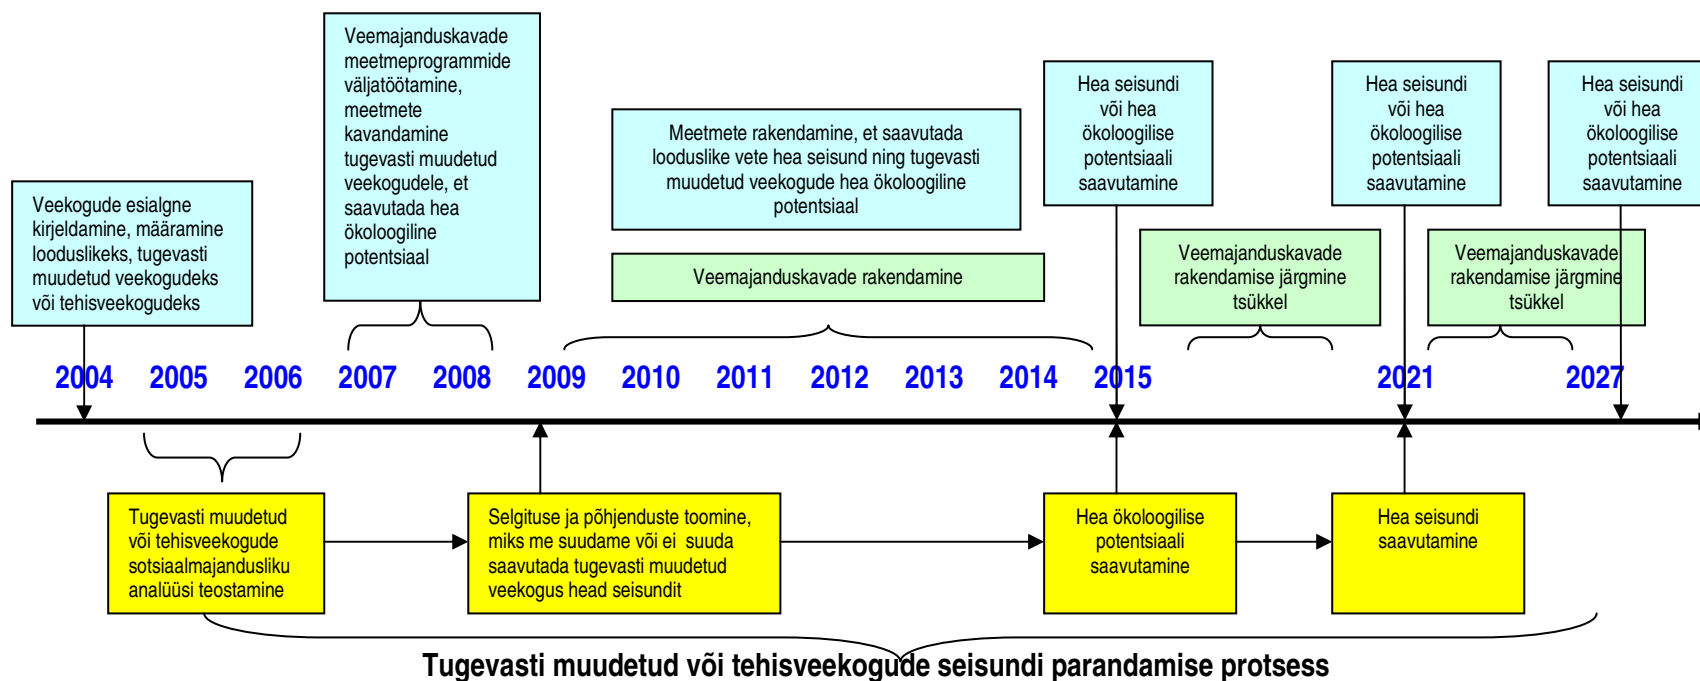 Veemajanduskavade
meetmeprogrammide
väljatöötamine,
meetmete
kavandamine
tugevasti muudetud
veekogudele, et
saavutada hea
ökoloogiline
potentsiaal
Hea seisundi
või hea
ökoloogilise
potentsiaali
saavutamine
Hea seisundi
või hea
ökoloogilise
potentsiaali
saavutamine
Hea seisundi
või hea
ökoloogilise
potentsiaali
saavutamine
Meetmete rakendamine, et saavutada
looduslike vete hea seisund ning tugevasti
muudetud veekogude hea ökoloogiline
potentsiaal
Veekogude esialgne
kirjeldamine, määramine
looduslikeks, tugevasti
muudetud veekogudeks
või tehisveekogudeks
Veemajanduskavade rakendamine
Veemajanduskavade
rakendamise järgmine
tsükkel
Veemajanduskavade
rakendamise järgmine
tsükkel
2004 2005 2006 2007 2008 2009 2010 2011 2012 2013 2014 2015 2021 2027
Tugevasti muudetud
või tehisveekogude
sotsiaalmajandusliku
analüüsi teostamine
Selgituse ja põhjenduste toomine,
miks me suudame või ei suuda
saavutada tugevasti muudetud
veekogus head seisundit
Hea ökoloogilise
potentsiaali
saavutamine
Hea seisundi
saavutamine
Tugevasti muudetud või tehisveekogude seisundi parandamise protsess